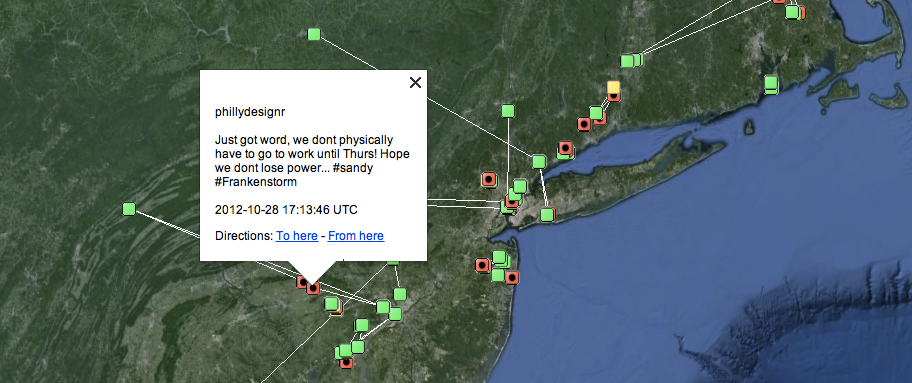 phillydesignr
Just got word, we dont physically
have to go to work until Thurs! Hope
we dont lose power... #sandy
#Frankenstorm
2012-10-28 17:13:46 UTC
Directions: To here - From here